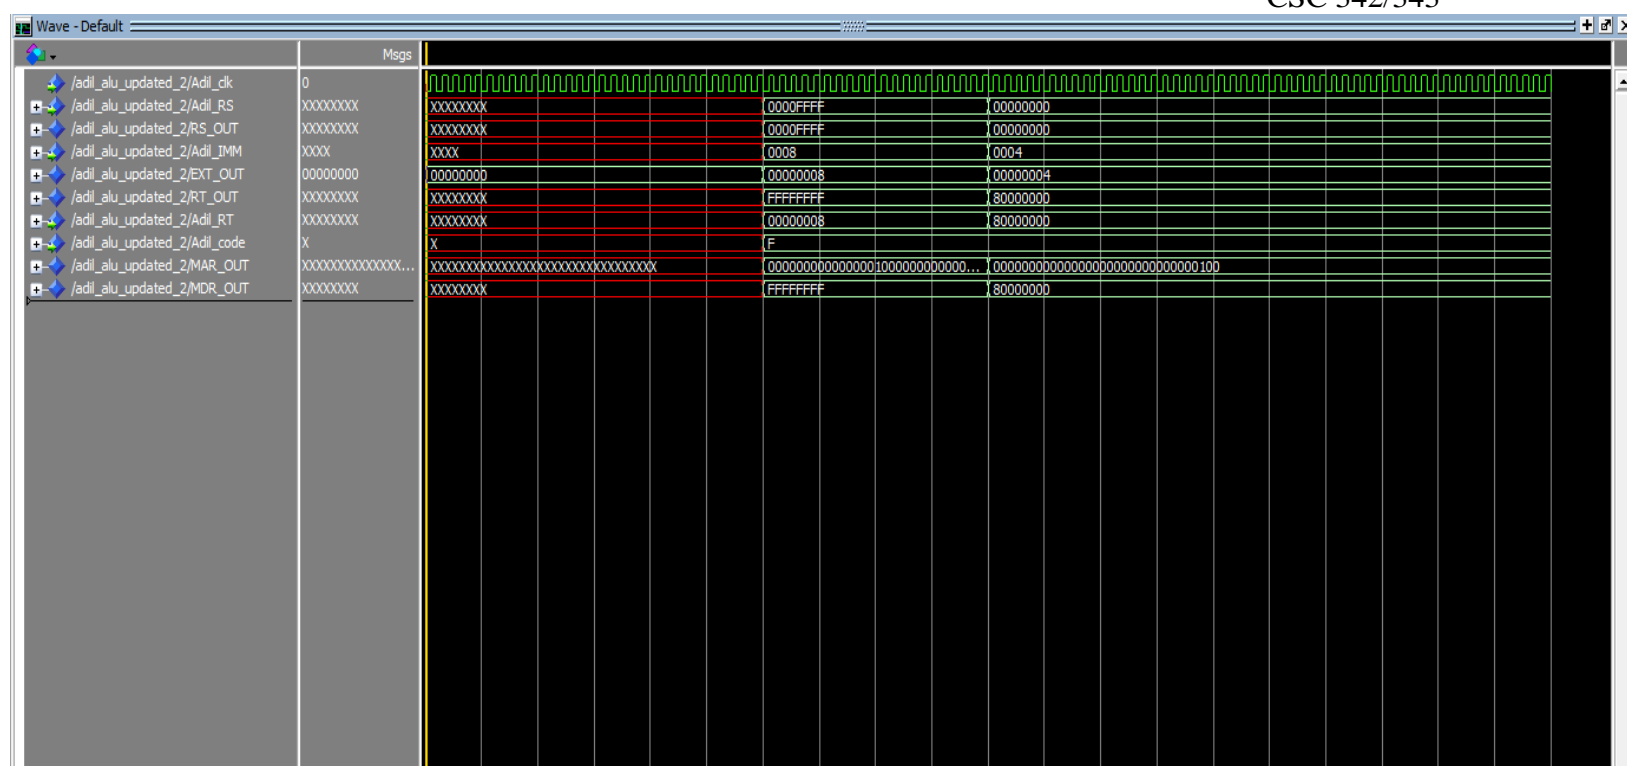 CSC 342/343
Wave - Default
Msgs
/adil_alu_updated_2/Adil_clk 0
/adil_alu_updated_2/Adil_RS XXXXXXXX XXXXXXXX 0000FFFF 00000000
/adil_alu_updated_2/RS_OUT XXXXXXXX XXXXXXXX 0000FFFF 00000000
/adil_alu_updated_2/Adil_IMM XXXX XXXX 0008 0004
/adil_alu_updated_2/EXT_OUT 00000000 00000000 00000008 00000004
/adil_alu_updated_2/RT_OUT XXXXXXXX XXXXXXXX FFFFFFFF 80000000
/adil_alu_updated_2/Adil_RT XXXXXXXX XXXXXXXX 00000008 80000000
/adil_alu_updated_2/Adil_code X X F
/adil_alu_updated_2/MAR_OUT XXXXXXXXXXXXXX... XXXXXXXXXXXXXXXXXXXXXXXXXXXXXXXX 00000000000000010000000000000... 00000000000000000000000000000100
/adil_alu_updated_2/MDR_OUT XXXXXXXX XXXXXXXX FFFFFFFF 80000000